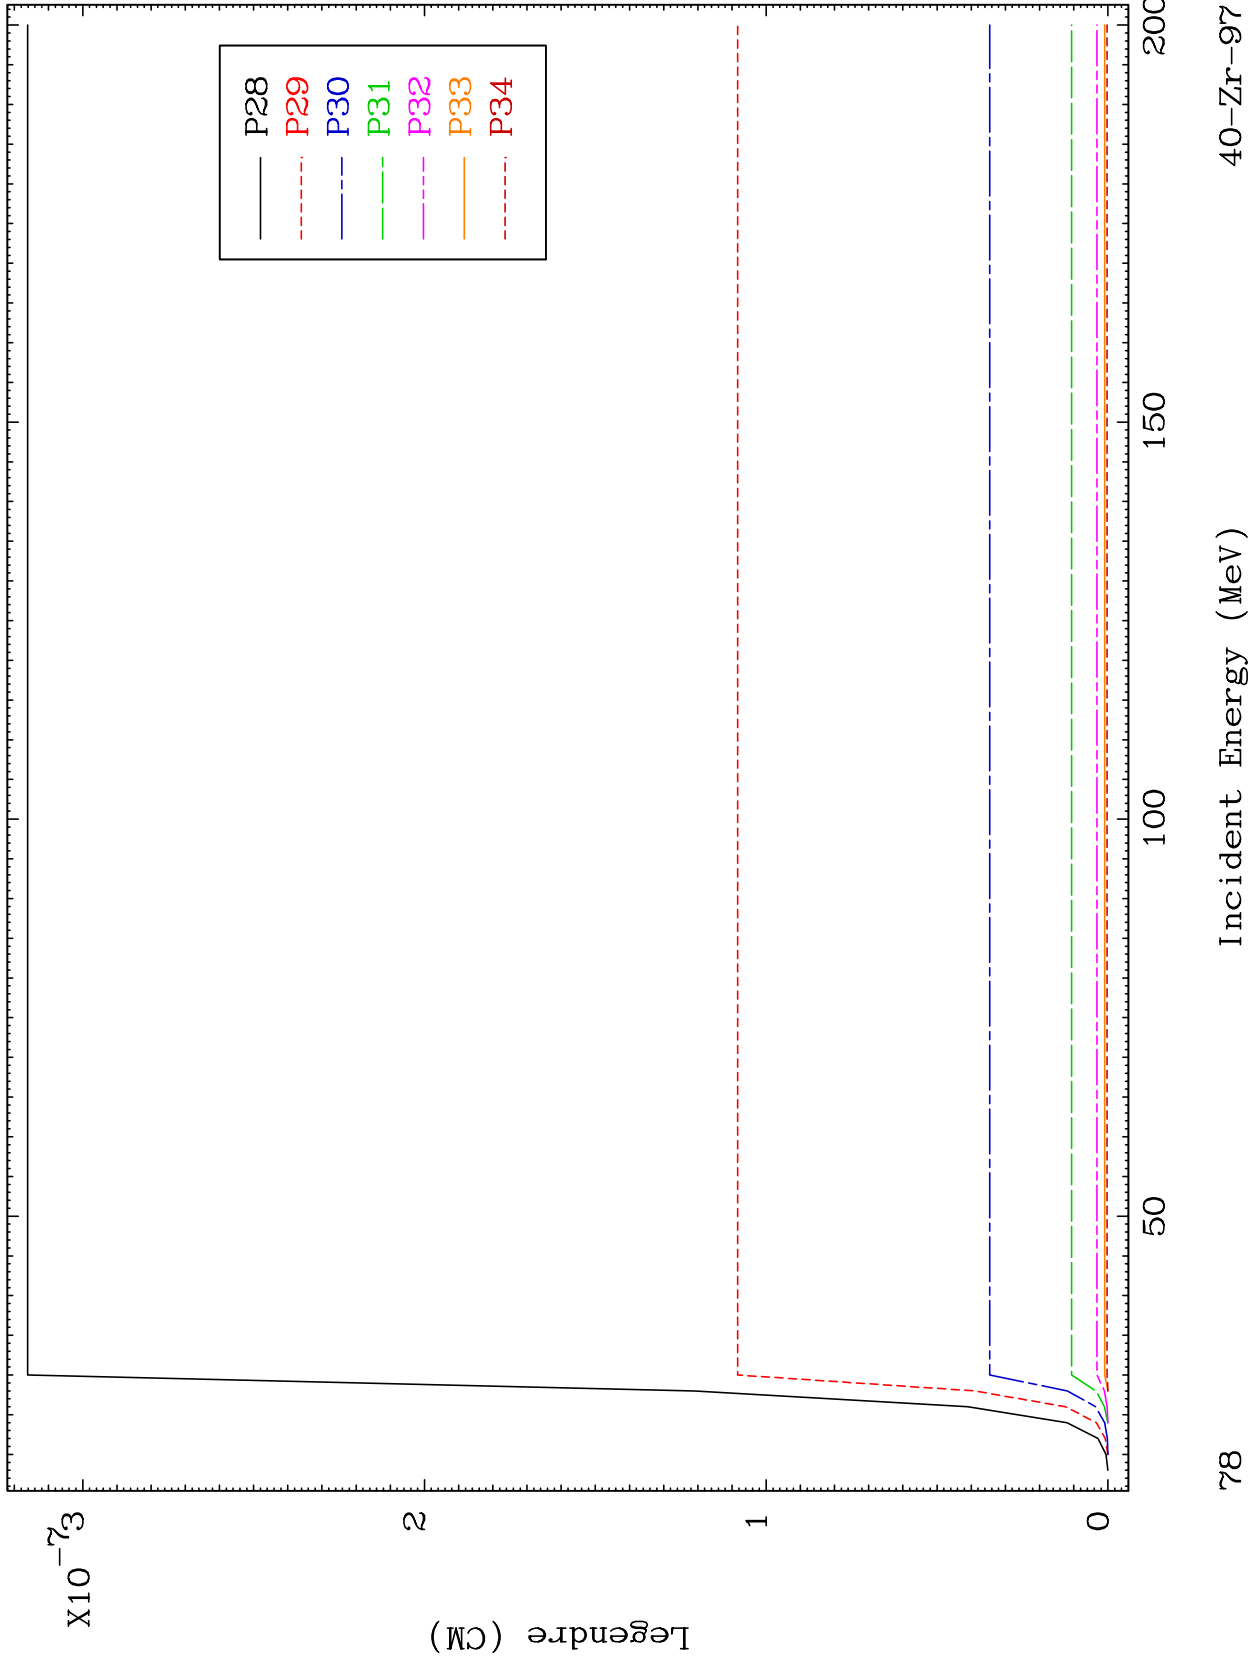 X10⁻⁷
3
2
1
0
Legendre (CM)
P28
P29
P30
P31
P32
P33
P34
50
100
150
200
Incident Energy (MeV)
78
40-Zr-97